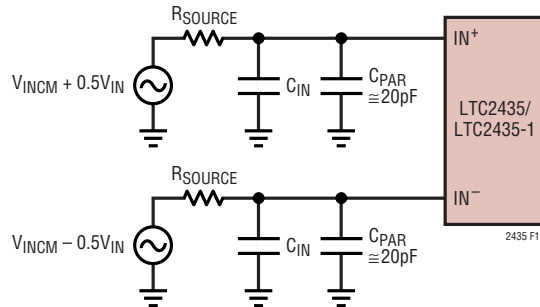 RSOURCE
VINCM + 0.5VIN
CIN
CPAR
≅20pF
IN+
LTC2435/
LTC2435-1
RSOURCE
VINCM – 0.5VIN
CIN
CPAR
≅20pF
IN–
2435 F1